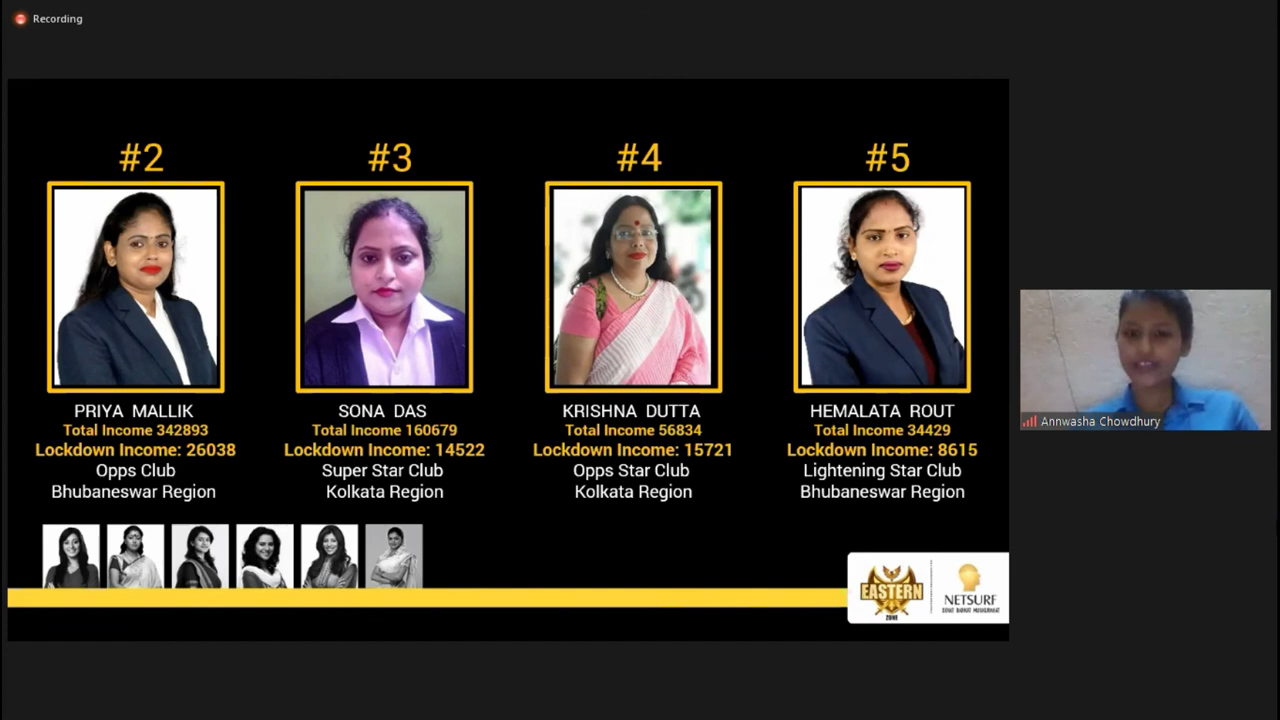 Recording
#2
#3
#4
#5
PRIYA MALLIK
Total Income 342893
Lockdown Income: 26038
Opps Club
Bhubaneswar Region
SONA DAS
Total Income 160679
Lockdown Income: 14522
Super Star Club
Kolkata Region
KRISHNA DUTTA
Total Income 56834
Lockdown Income: 15721
Opps Star Club
Kolkata Region
HEMALATA ROUT
Total Income 34429
Lockdown Income: 8615
Lightening Star Club
Bhubaneswar Region
Annwasha Chowdhury
EASTERN
ZONE
NETSURF